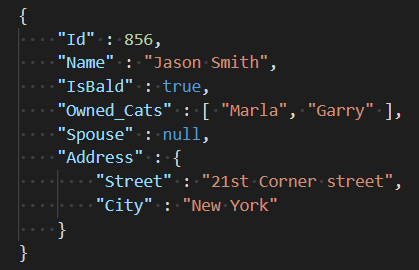 {
    "Id" : 856,
    "Name" : "Jason Smith",
    "IsBald" : true,
    "Owned_Cats" : [ "Marla", "Garry" ],
    "Spouse" : null,
    "Address" : {
        "Street" : "21st Corner street",
        "City" : "New York"
    }
}